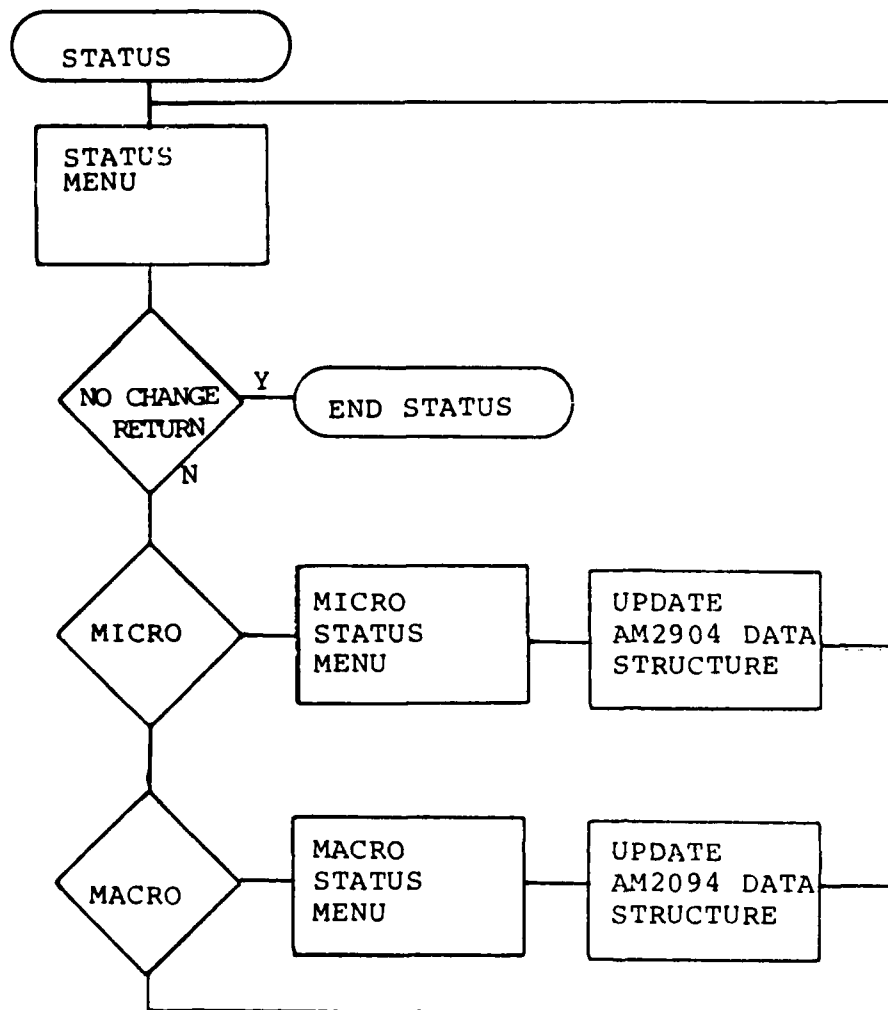 STATUS
STATUS
MENU
NO CHANGE
RETURN
Y
END STATUS
N
MICRO
MICRO
STATUS
MENU
UPDATE
AM2904 DATA
STRUCTURE
MACRO
MACRO
STATUS
MENU
UPDATE
AM2094 DATA
STRUCTURE